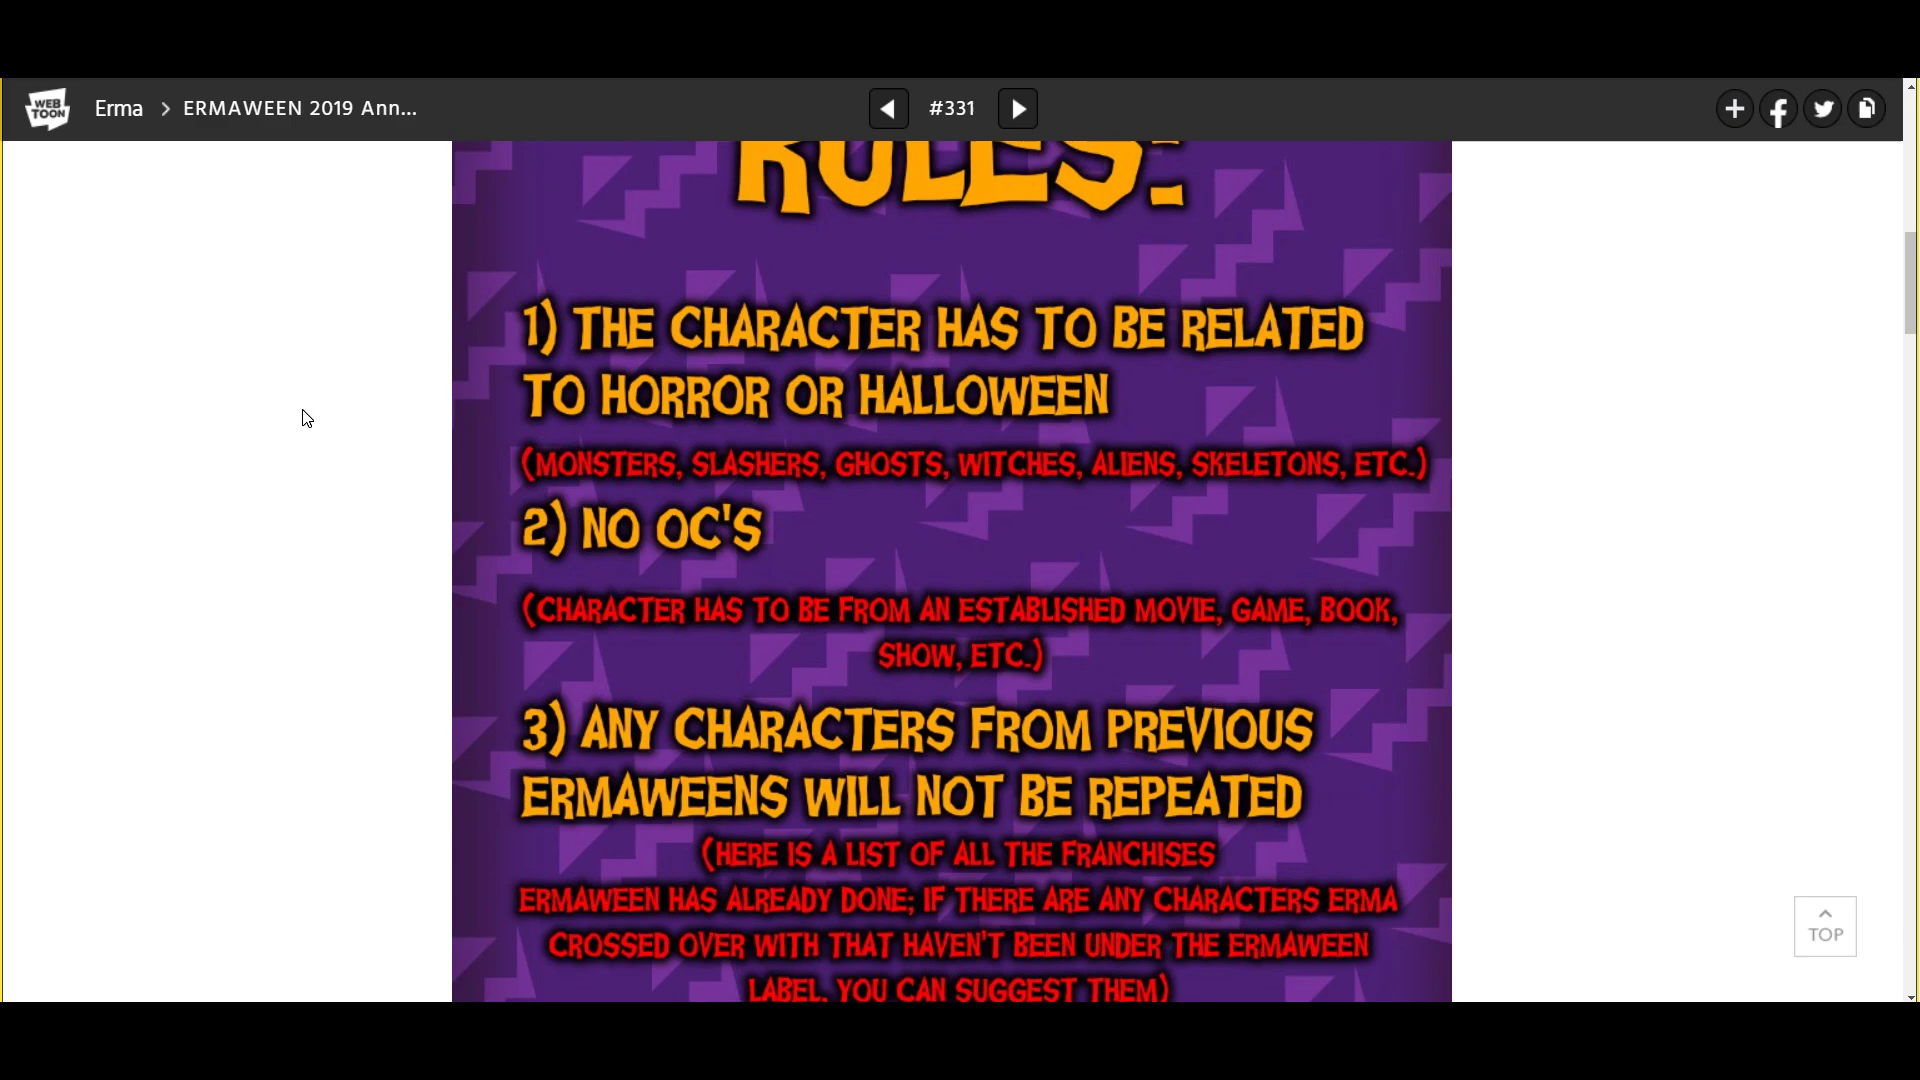 WEB
TOON
Erma > ERMAWEEN 2019 Ann...
#331
RULES:
1) THE CHARACTER HAS TO BE RELATED
TO HORROR OR HALLOWEEN
(MONSTERS, SLASHERS, GHOSTS, WITCHES, ALIENS, SKELETONS, ETC.)
2) NO OC'S
(CHARACTER HAS TO BE FROM AN ESTABLISHED MOVIE, GAME, BOOK,
SHOW, ETC.)
3) ANY CHARACTERS FROM PREVIOUS
ERMAWEENS WILL NOT BE REPEATED
(HERE IS A LIST OF ALL THE FRANCHISES
ERMAWEEN HAS ALREADY DONE; IF THERE ARE ANY CHARACTERS ERMA
CROSSED OVER WITH THAT HAVEN'T BEEN UNDER THE ERMAWEEN
LABEL, YOU CAN SUGGEST THEM)
TOP